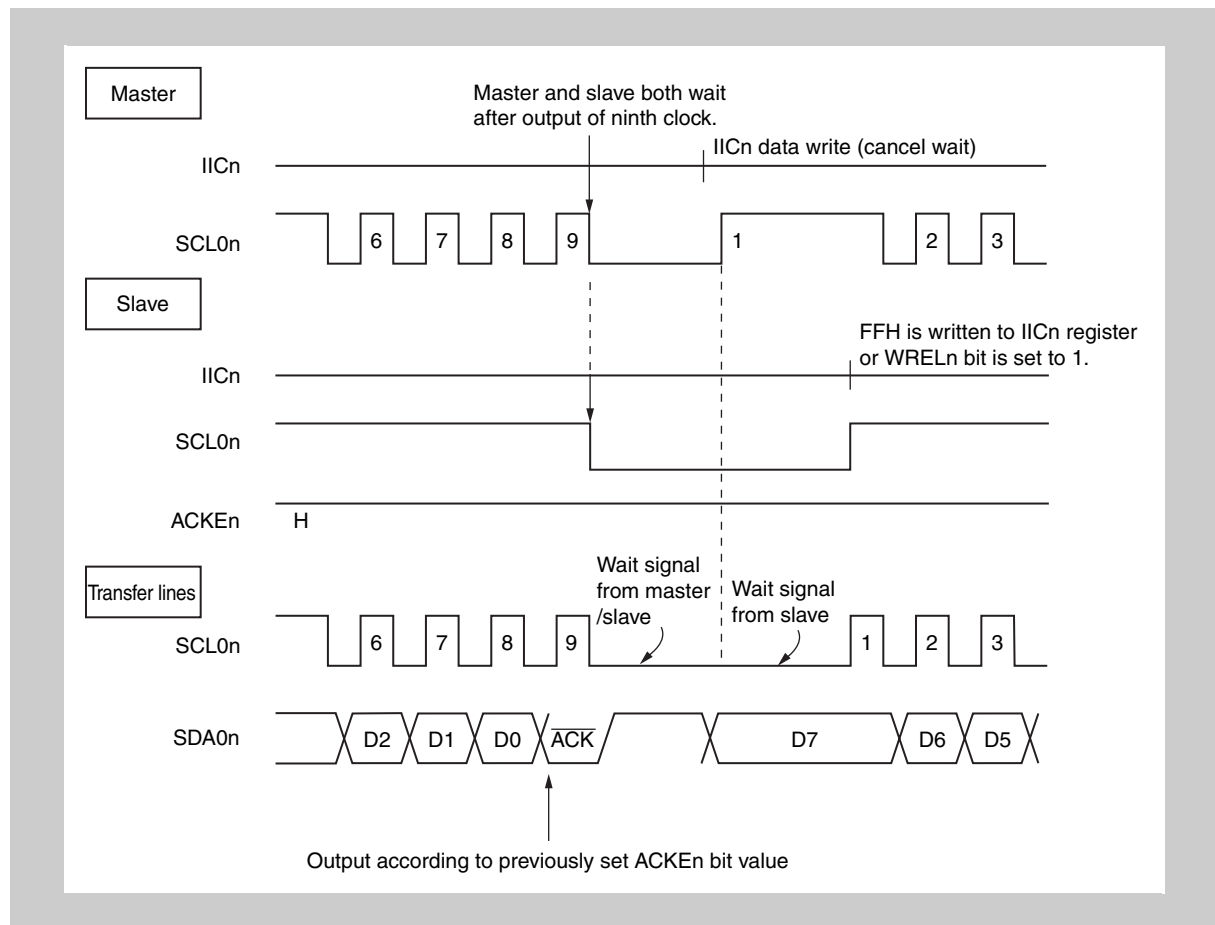 Master
Master and slave both wait
after output of ninth clock.
IICn
IICn data write (cancel wait)
SCL0n
6 7 8 9 1 2 3
Slave
FFH is written to IICn register
or WRELn bit is set to 1.
IICn
SCL0n
ACKEn
H
Transfer lines
Wait signal
from master
/slave
Wait signal
from slave
SCL0n
6 7 8 9 1 2 3
SDA0n
D2 D1 D0 A̅C̅K̅ D7 D6 D5
Output according to previously set ACKEn bit value